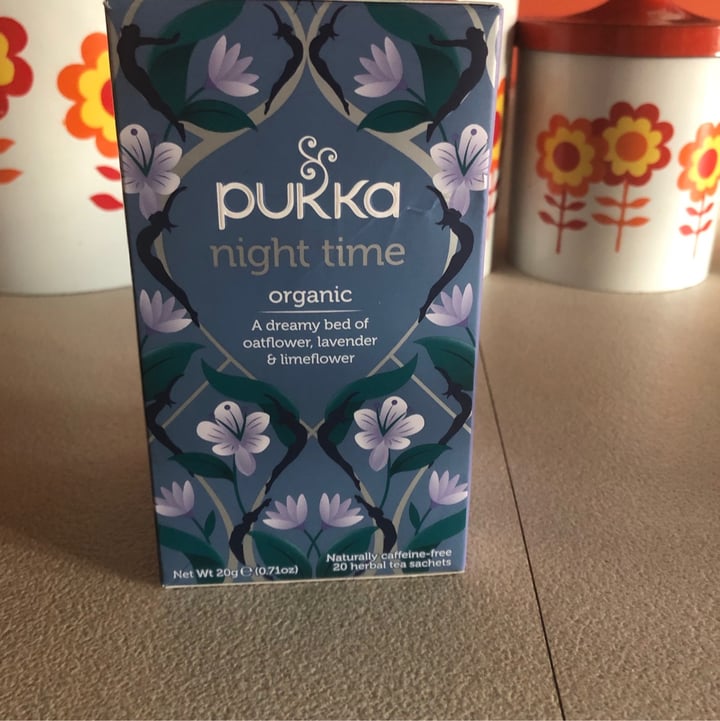 pukka
night time
organic
A dreamy bed of
oatflower, lavender
& limeflower
Naturally caffeine-free
20 herbal tea sachets
Net Wt 20g ℮ (0.71oz)